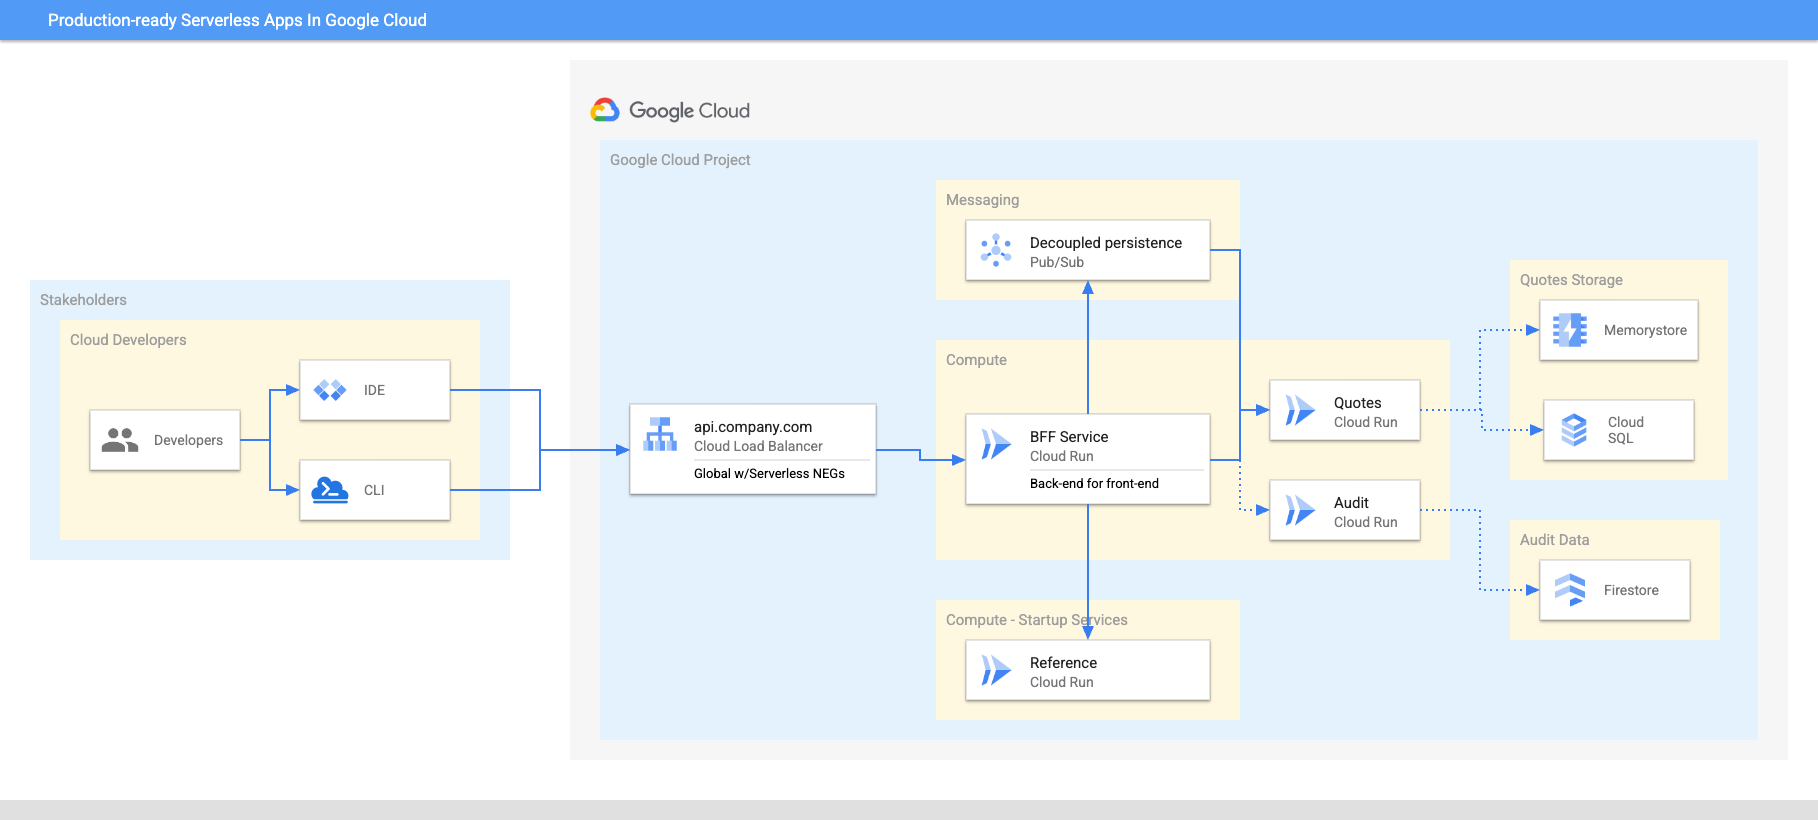 Production-ready Serverless Apps In Google Cloud
Google Cloud
Google Cloud Project
Stakeholders
Cloud Developers
Developers
IDE
CLI
api.company.com
Cloud Load Balancer
Global w/Serverless NEGs
Messaging
Decoupled persistence
Pub/Sub
Compute
BFF Service
Cloud Run
Back-end for front-end
Quotes
Cloud Run
Audit
Cloud Run
Compute - Startup Services
Reference
Cloud Run
Quotes Storage
Memorystore
Cloud
SQL
Audit Data
Firestore